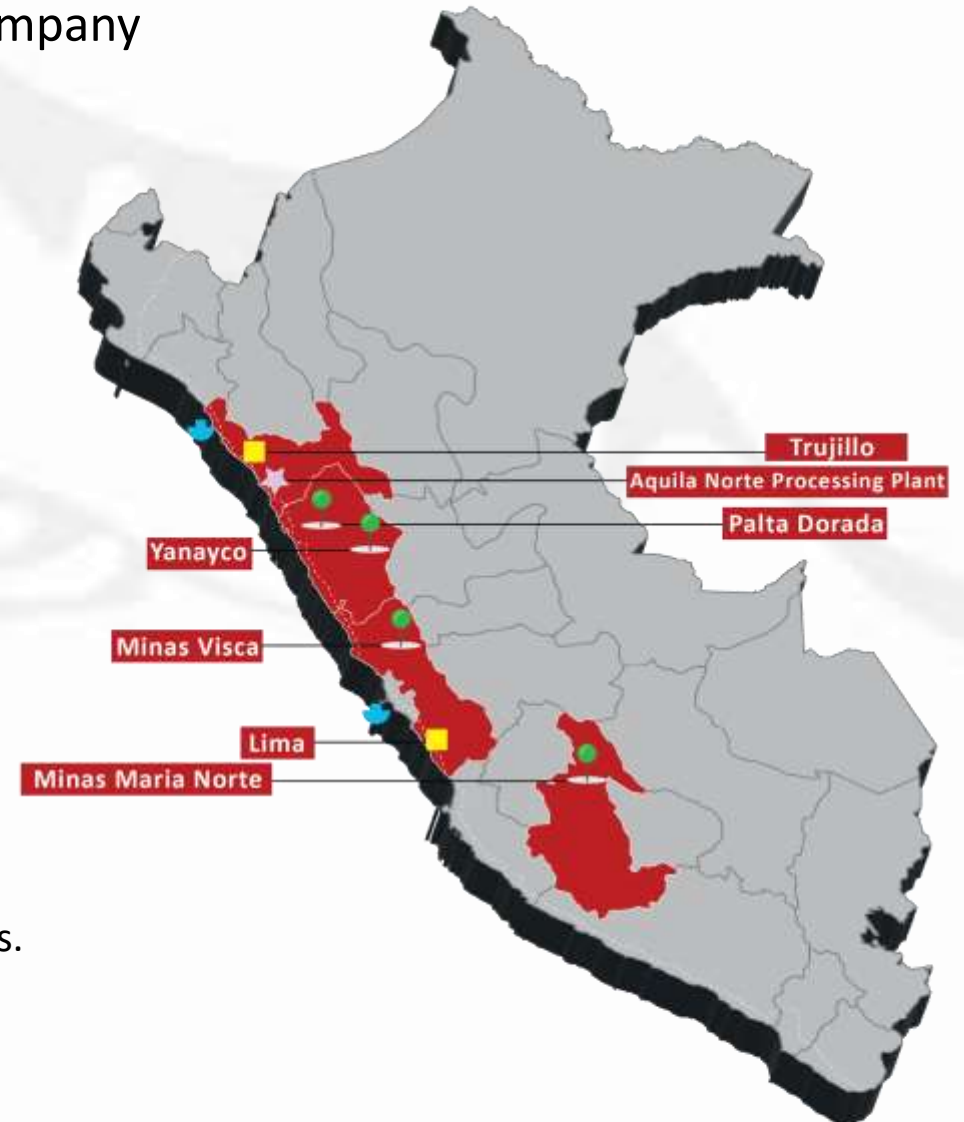 mpany
Trujillo
Aquila Norte Processing Plant
Palta Dorada
Yanayco
Minas Visca
Lima
Minas Maria Norte
s.